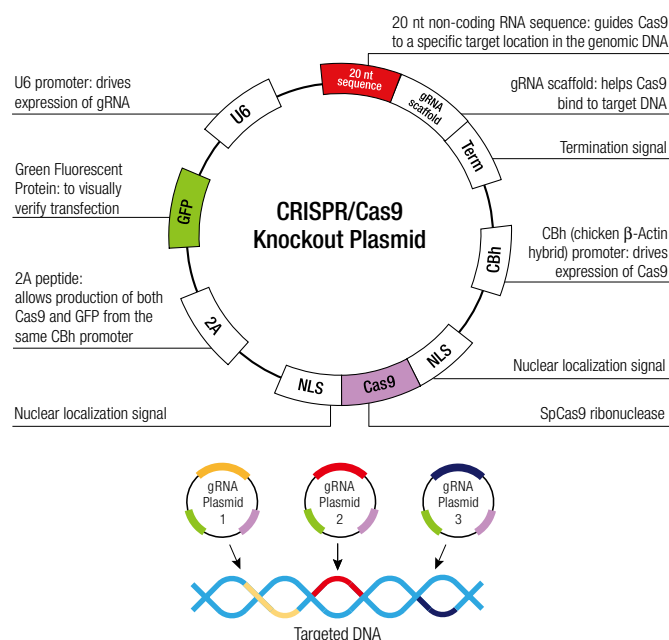 20 nt non-coding RNA sequence: guides Cas9
to a specific target location in the genomic DNA
U6 promoter: drives
expression of gRNA
gRNA scaffold: helps Cas9
bind to target DNA
Termination signal
Green Fluorescent
Protein: to visually
verify transfection
CBh (chicken β-Actin
hybrid) promoter: drives
expression of Cas9
2A peptide:
allows production of both
Cas9 and GFP from the
same CBh promoter
Nuclear localization signal
Nuclear localization signal
SpCas9 ribonuclease
20 nt
sequence
gRNA
scaffold
Term
CBh
NLS
Cas9
NLS
2A
GFP
U6
CRISPR/Cas9
Knockout Plasmid
gRNA
Plasmid
1
gRNA
Plasmid
2
gRNA
Plasmid
3
Targeted DNA